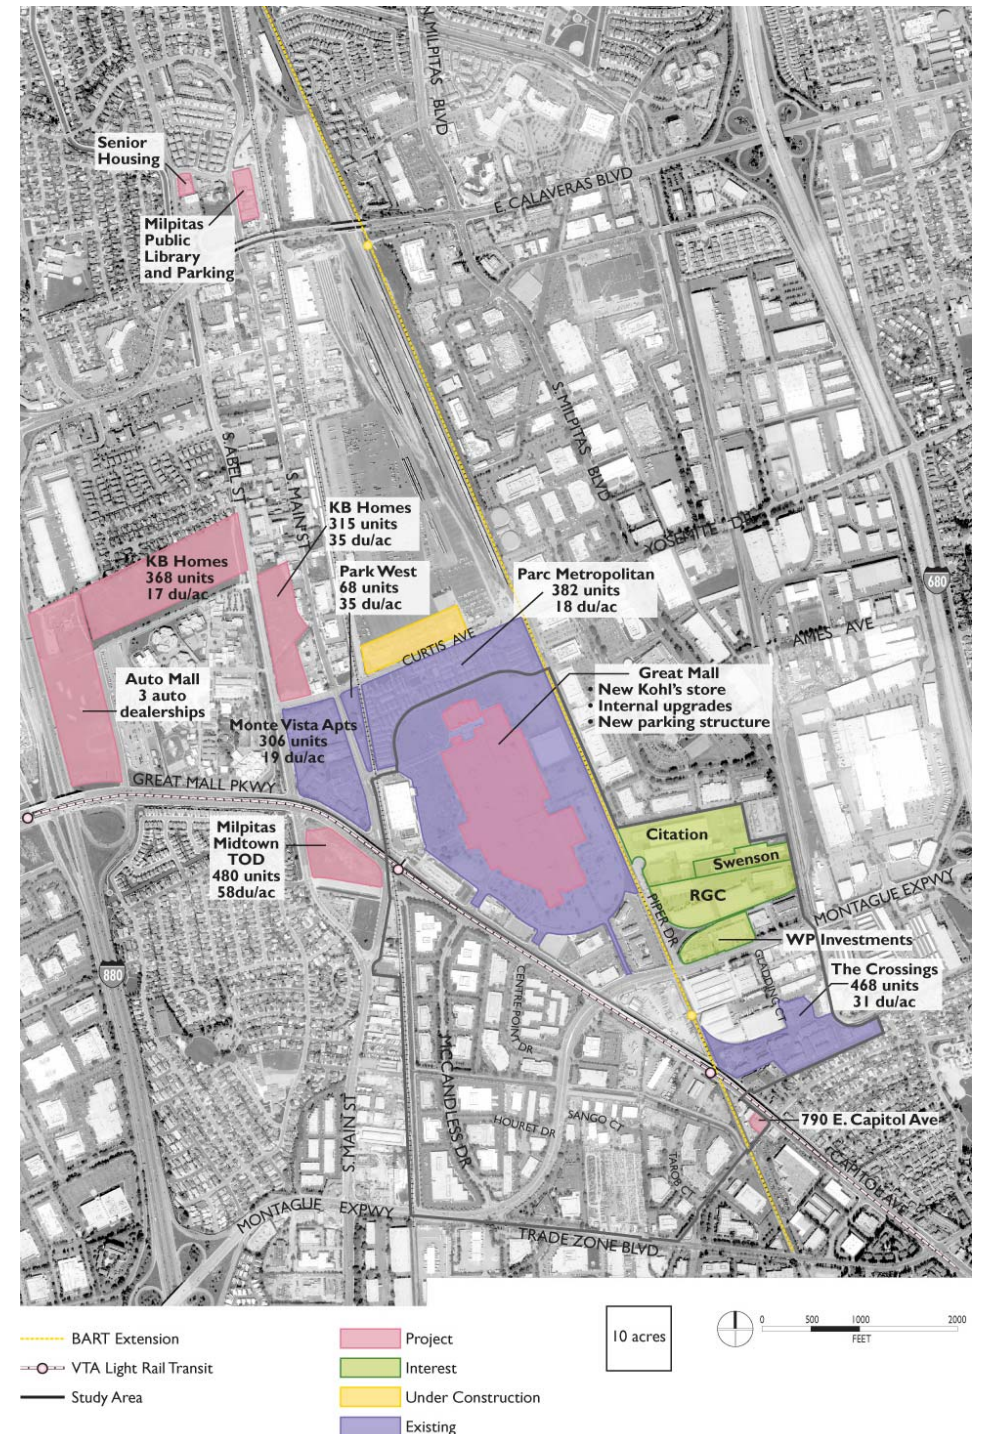 N. MILPITAS BLVD
Senior
Housing
E. CALAVERAS BLVD
Milpitas
Public
Library
and Parking
S. MILPITAS BLVD
S. ABEL ST
S. MAIN ST
KB Homes
315 units
35 du/ac
YOSEMITE DR
KB Homes
368 units
17 du/ac
Park West
68 units
35 du/ac
Parc Metropolitan
382 units
18 du/ac
680
CURTIS AVE
AMES AVE
Auto Mall
3 auto
dealerships
Great Mall
• New Kohl's store
• Internal upgrades
• New parking structure
Monte Vista Apts
306 units
19 du/ac
GREAT MALL PKWY
Milpitas
Midtown
TOD
480 units
58du/ac
Citation
Swenson
RGC
PIPER DR
MONTAGUE EXPWY
WP Investments
880
GLADDING CT
The Crossings
468 units
31 du/ac
CENTREPOINT DR
MCCANDLESS DR
HOURET DR
SANGO CT
790 E. Capitol Ave
TAROB CT
CAPITOL AV
S. MAIN ST
MONTAGUE EXPWY
TRADE ZONE BLVD
BART Extension
VTA Light Rail Transit
Study Area
Project
Interest
Under Construction
Existing
10 acres
0 500 1000 2000
FEET